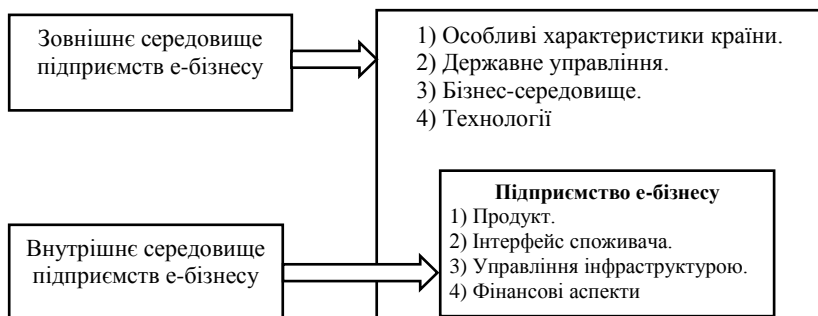 Зовнішнє середовище
підприємств е-бізнесу
1) Особливі характеристики країни.
2) Державне управління.
3) Бізнес-середовище.
4) Технології
Внутрішнє середовище
підприємств е-бізнесу
Підприємство е-бізнесу
1) Продукт.
2) Інтерфейс споживача.
3) Управління інфраструктурою.
4) Фінансові аспекти